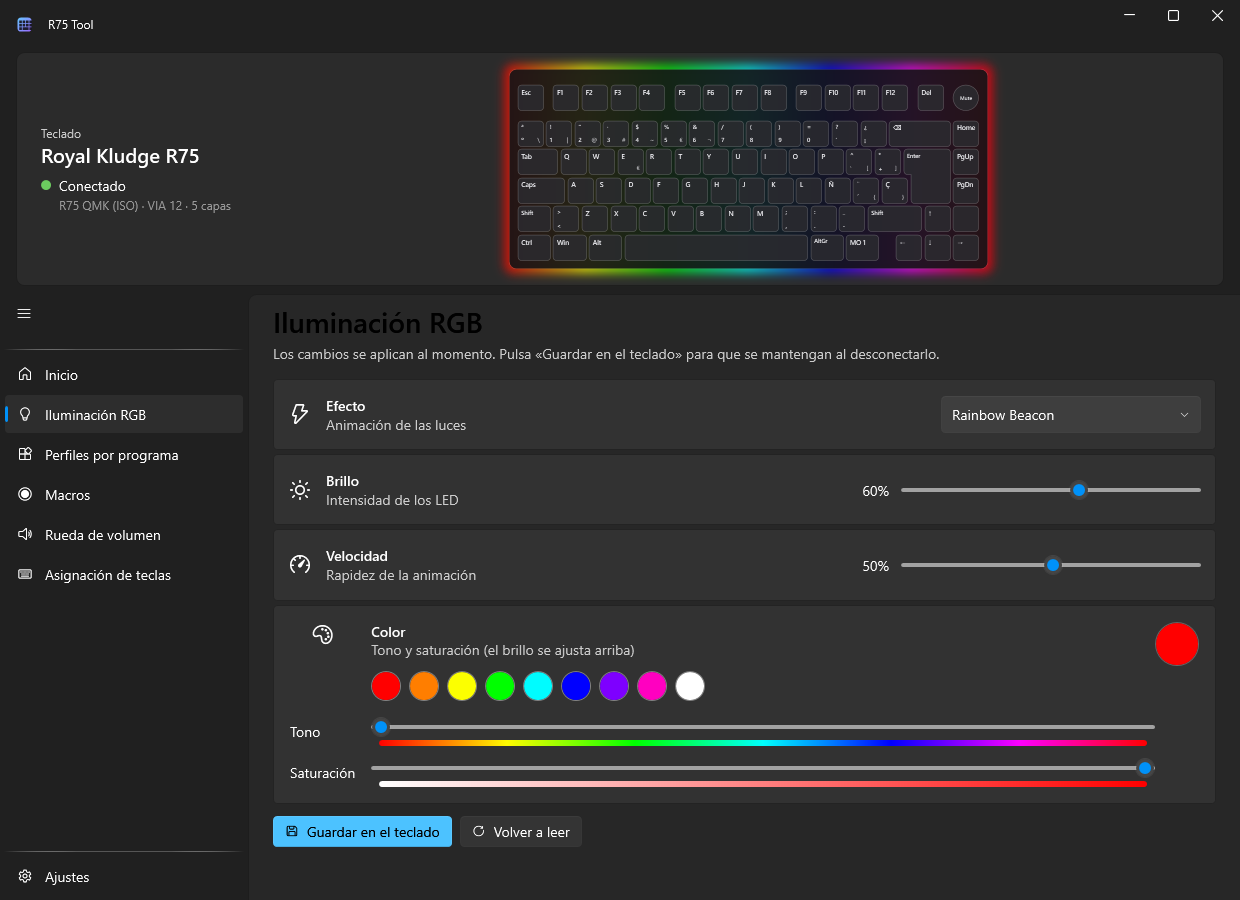 R75 Tool
Teclado
Royal Kludge R75
Conectado
R75 QMK (ISO) · VIA 12 · 5 capas
Esc F1 F2 F3 F4 F5 F6 F7 F8 F9 F10 F11 F12 Del Mute
Home
Tab Q W E R T Y U I O P Enter PgUp
Caps A S D F G H J K L Ñ Ç PgDn
Shift Z X C V B N M Shift
Ctrl Win Alt AltGr MO 1
Iluminación RGB
Los cambios se aplican al momento. Pulsa «Guardar en el teclado» para que se mantengan al desconectarlo.
Inicio
Iluminación RGB
Perfiles por programa
Macros
Rueda de volumen
Asignación de teclas
Ajustes
Efecto
Animación de las luces
Rainbow Beacon
Brillo
Intensidad de los LED
60%
Velocidad
Rapidez de la animación
50%
Color
Tono y saturación (el brillo se ajusta arriba)
Tono
Saturación
Guardar en el teclado
Volver a leer